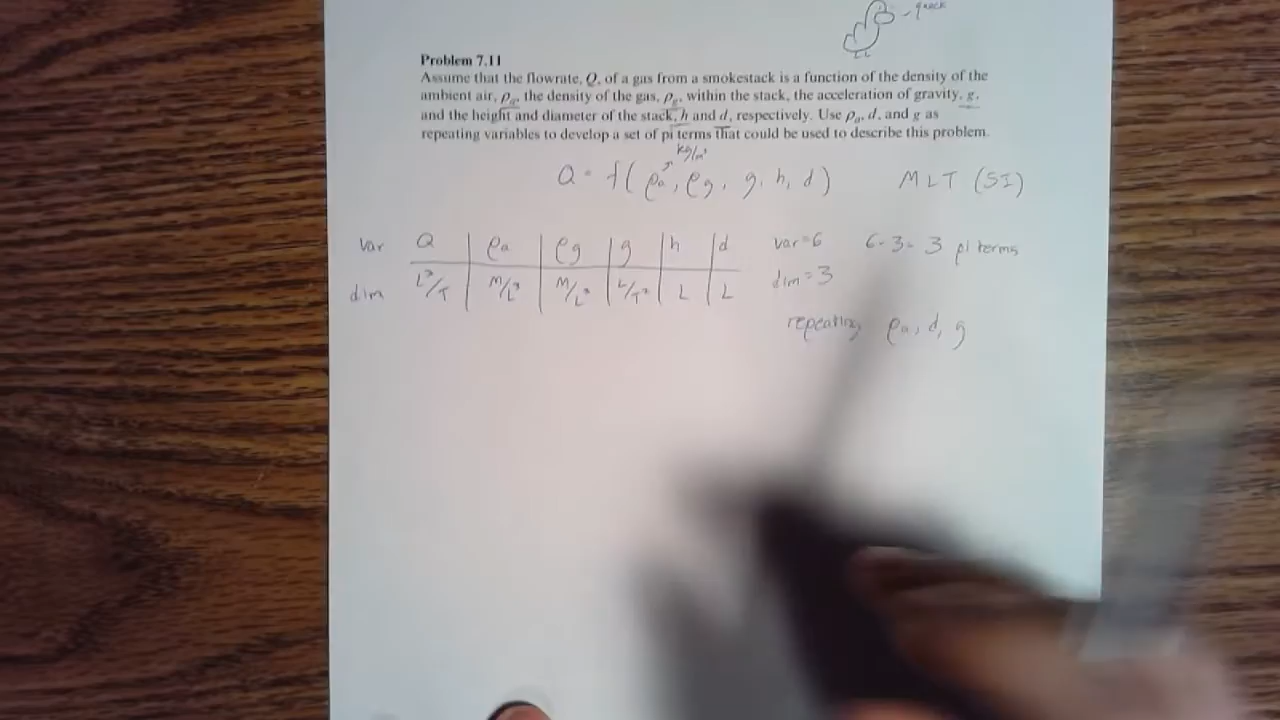 quack
Problem 7.11
Assume that the flowrate, Q, of a gas from a smokestack is a function of the density of the
ambient air, ρa, the density of the gas, ρg, within the stack, the acceleration of gravity, g,
and the height and diameter of the stack, h and d, respectively. Use ρa, d, and g as
repeating variables to develop a set of pi terms that could be used to describe this problem.
kg/m³
Q = f(ρa, ρg, g, h, d) MLT (SI)
var Q ρa ρg g h d var=6 6-3= 3 pi terms
dim L³/T M/L³ M/L³ L/T² L L dim=3
repeating ρa, d, g